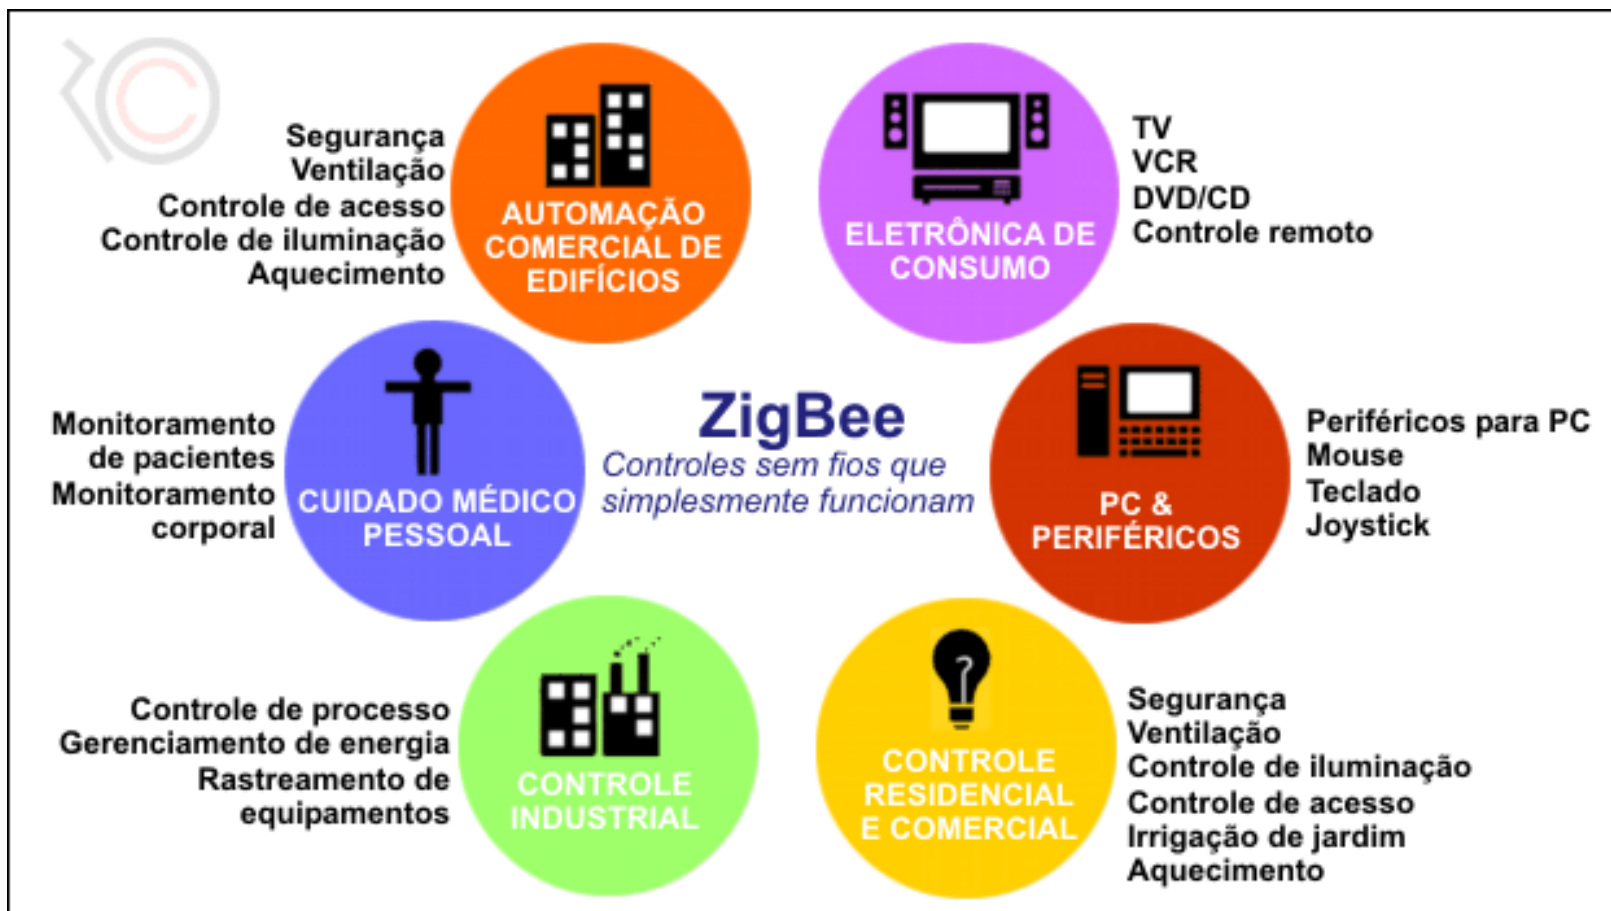 Segurança
Ventilação
Controle de acesso
Controle de iluminação
Aquecimento
AUTOMAÇÃO
COMERCIAL DE
EDIFÍCIOS
ELETRÔNICA DE
CONSUMO
TV
VCR
DVD/CD
Controle remoto
Monitoramento
de pacientes
Monitoramento
corporal
CUIDADO MÉDICO
PESSOAL
ZigBee
Controles sem fios que
simplesmente funcionam
PC &
PERIFÉRICOS
Periféricos para PC
Mouse
Teclado
Joystick
Controle de processo
Gerenciamento de energia
Rastreamento de
equipamentos
CONTROLE
INDUSTRIAL
?
CONTROLE
RESIDENCIAL
E COMERCIAL
Segurança
Ventilação
Controle de iluminação
Controle de acesso
Irrigação de jardim
Aquecimento